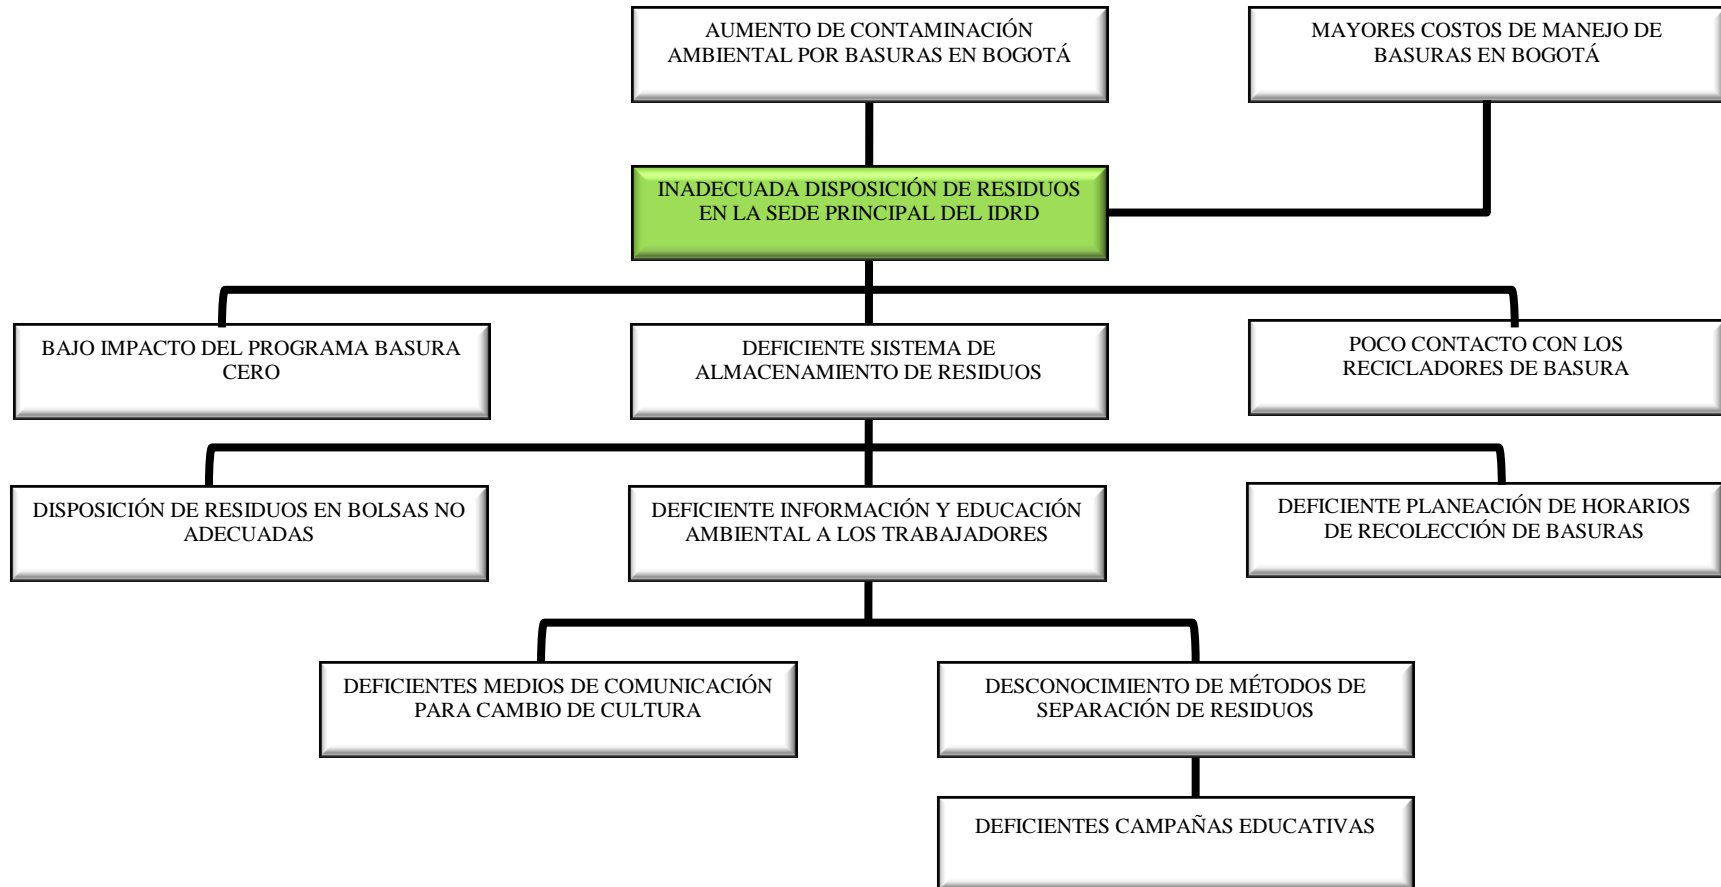 AUMENTO DE CONTAMINACIÓN
AMBIENTAL POR BASURAS EN BOGOTÁ
MAYORES COSTOS DE MANEJO DE
BASURAS EN BOGOTÁ
INADECUADA DISPOSICIÓN DE RESIDUOS
EN LA SEDE PRINCIPAL DEL IDRD
BAJO IMPACTO DEL PROGRAMA BASURA
CERO
DEFICIENTE SISTEMA DE
ALMACENAMIENTO DE RESIDUOS
POCO CONTACTO CON LOS
RECICLADORES DE BASURA
DISPOSICIÓN DE RESIDUOS EN BOLSAS NO
ADECUADAS
DEFICIENTE INFORMACIÓN Y EDUCACIÓN
AMBIENTAL A LOS TRABAJADORES
DEFICIENTE PLANEACIÓN DE HORARIOS
DE RECOLECCIÓN DE BASURAS
DEFICIENTES MEDIOS DE COMUNICACIÓN
PARA CAMBIO DE CULTURA
DESCONOCIMIENTO DE MÉTODOS DE
SEPARACIÓN DE RESIDUOS
DEFICIENTES CAMPAÑAS EDUCATIVAS